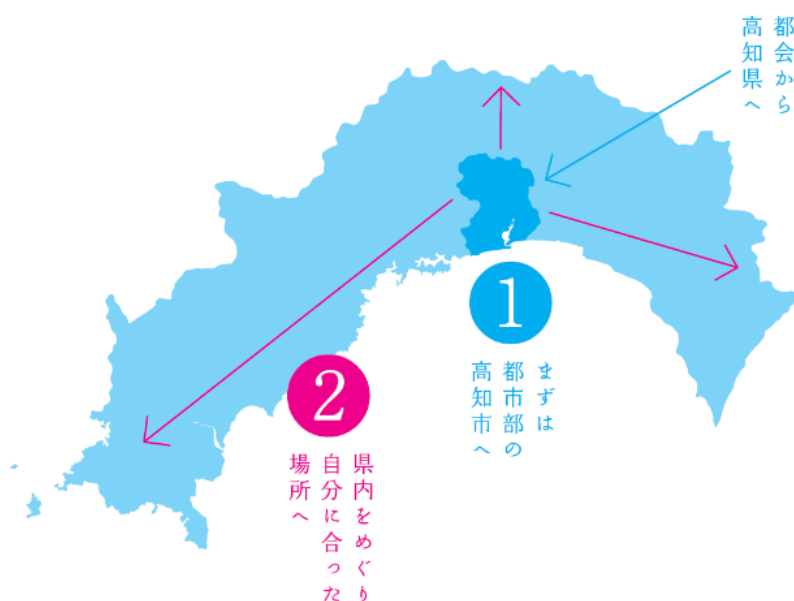 都会から
高知県へ
1
まずは
都市部の
高知市へ
2
県内をめぐり
自分に合った
場所へ